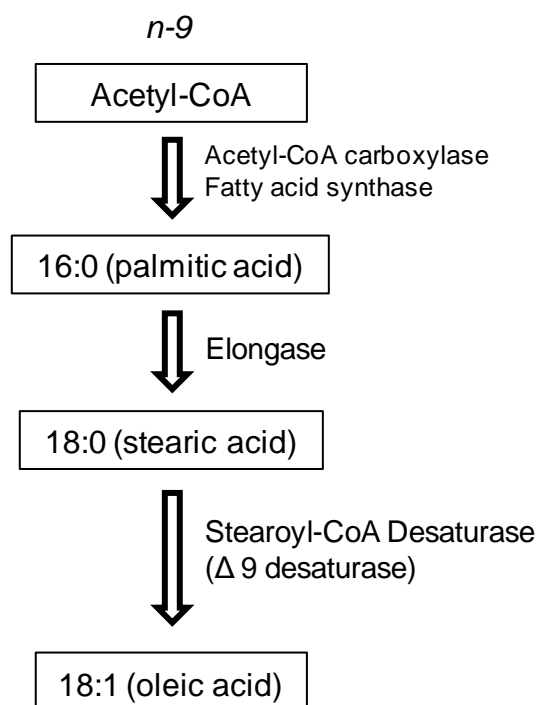 n-9
Acetyl-CoA
Acetyl-CoA carboxylase
Fatty acid synthase
16:0 (palmitic acid)
Elongase
18:0 (stearic acid)
Stearoyl-CoA Desaturase
(Δ 9 desaturase)
18:1 (oleic acid)